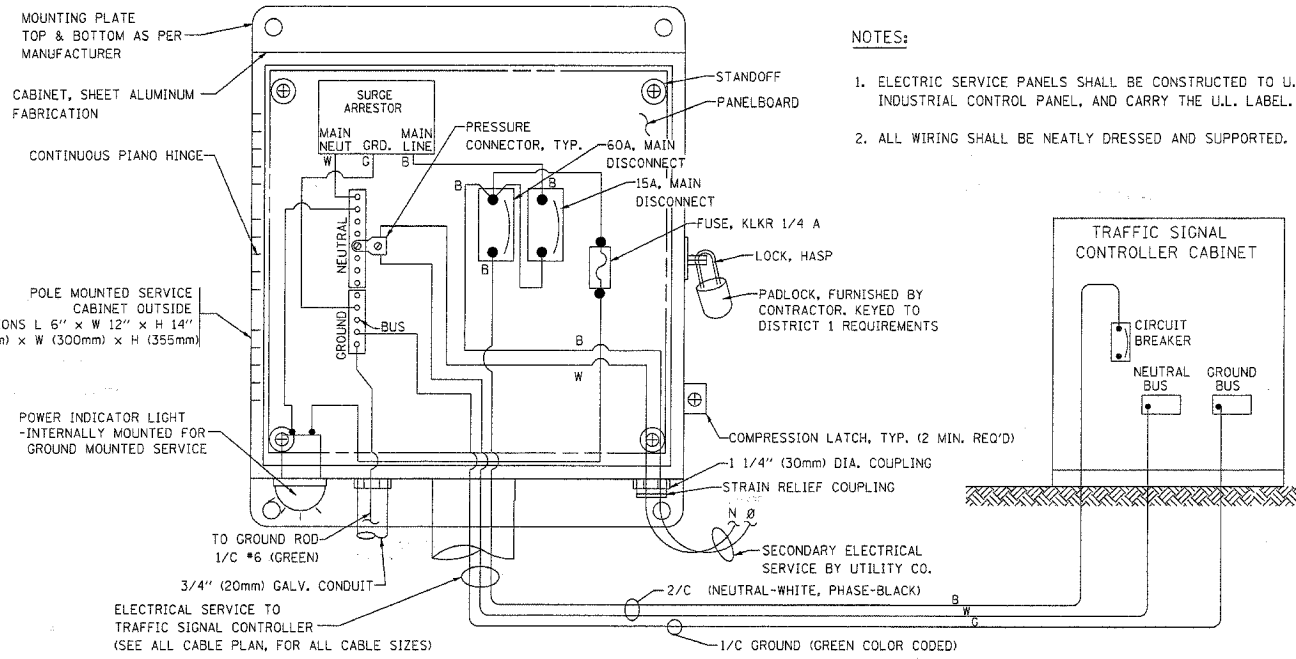 MOUNTING PLATE
TOP & BOTTOM AS PER
MANUFACTURER
CABINET, SHEET ALUMINUM
FABRICATION
CONTINUOUS PIANO HINGE
POLE MOUNTED SERVICE
CABINET OUTSIDE
ONS L 6" x W 12" x H 14"
m) x W (300mm) x H (355mm)
POWER INDICATOR LIGHT
-INTERNALLY MOUNTED FOR
GROUND MOUNTED SERVICE
SURGE
ARRESTOR
MAIN
NEUT
GRD.
MAIN
LINE
W
G
B
PRESSURE
CONNECTOR, TYP.
60A, MAIN
DISCONNECT
15A, MAIN
DISCONNECT
B
B
B
NEUTRAL
GROUND
BUS
B
W
STANDOFF
PANELBOARD
FUSE, KLKR 1/4 A
LOCK, HASP
PADLOCK, FURNISHED BY
CONTRACTOR. KEYED TO
DISTRICT 1 REQUIREMENTS
COMPRESSION LATCH, TYP. (2 MIN. REQ'D)
1 1/4" (30mm) DIA. COUPLING
STRAIN RELIEF COUPLING
N Ø
SECONDARY ELECTRICAL
SERVICE BY UTILITY CO.
TO GROUND ROD
1/C #6 (GREEN)
3/4" (20mm) GALV. CONDUIT
ELECTRICAL SERVICE TO
TRAFFIC SIGNAL CONTROLLER
(SEE ALL CABLE PLAN, FOR ALL CABLE SIZES)
2/C (NEUTRAL-WHITE, PHASE-BLACK)
B
W
G
1/C GROUND (GREEN COLOR CODED)
NOTES:
1. ELECTRIC SERVICE PANELS SHALL BE CONSTRUCTED TO U.
INDUSTRIAL CONTROL PANEL, AND CARRY THE U.L. LABEL.
2. ALL WIRING SHALL BE NEATLY DRESSED AND SUPPORTED.
TRAFFIC SIGNAL
CONTROLLER CABINET
CIRCUIT
BREAKER
NEUTRAL
BUS
GROUND
BUS